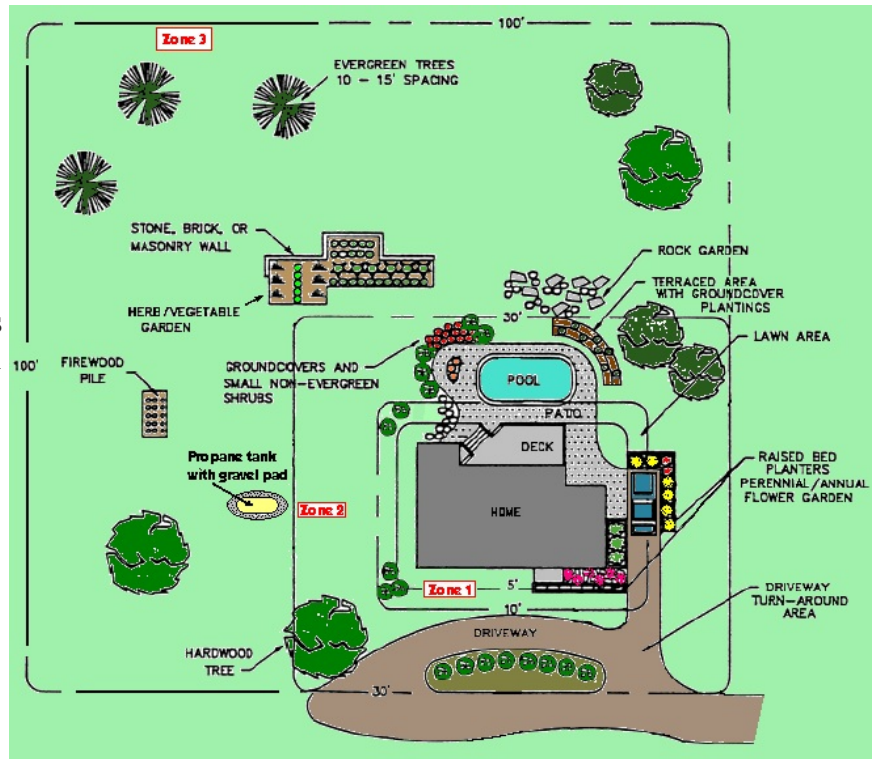 100'
Zone 3
EVERGREEN TREES
10 - 15' SPACING
STONE, BRICK, OR
MASONRY WALL
ROCK GARDEN
TERRACED AREA
WITH GROUNDCOVER
PLANTINGS
HERB/VEGETABLE
GARDEN
30'
LAWN AREA
100'
FIREWOOD
PILE
GROUNDCOVERS AND
SMALL NON-EVERGREEN
SHRUBS
POOL
PATIO
DECK
Propane tank
with gravel pad
Zone 2
HOME
RAISED BED
PLANTERS
PERENNIAL/ANNUAL
FLOWER GARDEN
Zone 1
5'
10'
DRIVEWAY
TURN-AROUND
AREA
DRIVEWAY
HARDWOOD
TREE
30'